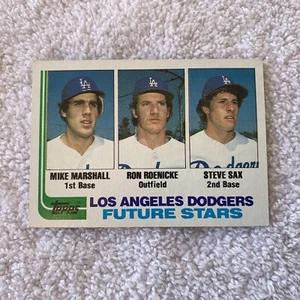 LA LA LA
Dodgers
MIKE MARSHALL RON ROENICKE STEVE SAX
1st Base Outfield 2nd Base
TOPPS
LOS ANGELES DODGERS
FUTURE STARS